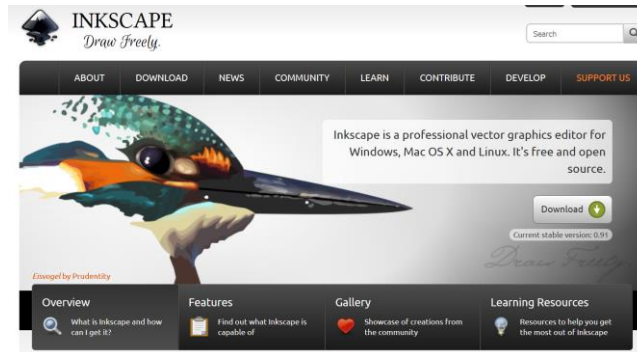 INKSCAPE
Draw Freely.
Search
ABOUT DOWNLOAD NEWS COMMUNITY LEARN CONTRIBUTE DEVELOP SUPPORT US
Inkscape is a professional vector graphics editor for
Windows, Mac OS X and Linux. It's free and open
source.
Download
Current stable version: 0.91
Draw Freely.
Eisvogel by Prudentity
Overview Features Gallery Learning Resources
What is Inkscape and how Find out what Inkscape is Showcase of creations from Resources to help you get
can I get it? capable of the community the most out of Inkscape